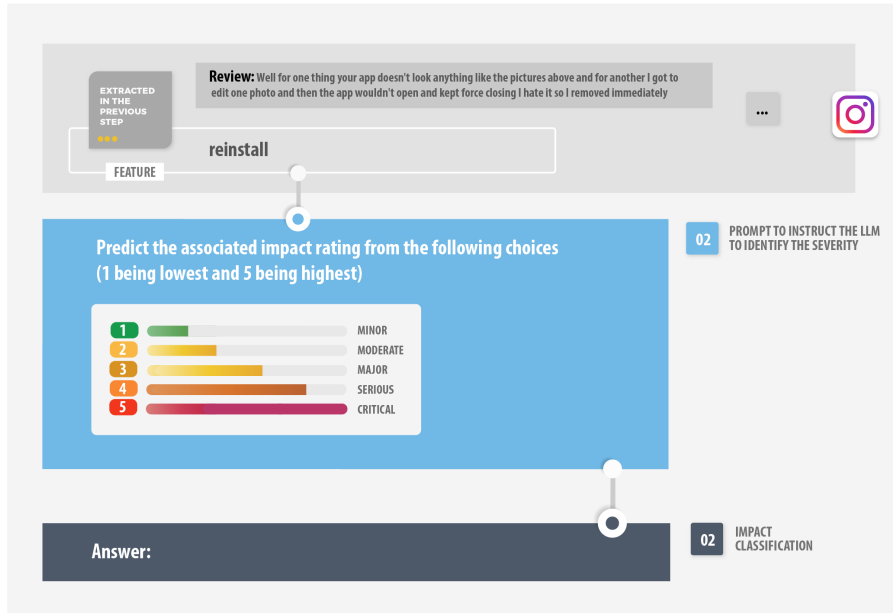 EXTRACTED
IN THE
PREVIOUS
STEP
Review: Well for one thing your app doesn't look anything like the pictures above and for another I got to
edit one photo and then the app wouldn't open and kept force closing I hate it so I removed immediately
...
reinstall
FEATURE
Predict the associated impact rating from the following choices
(1 being lowest and 5 being highest)
02
PROMPT TO INSTRUCT THE LLM
TO IDENTIFY THE SEVERITY
1 MINOR
2 MODERATE
3 MAJOR
4 SERIOUS
5 CRITICAL
Answer:
02
IMPACT
CLASSIFICATION